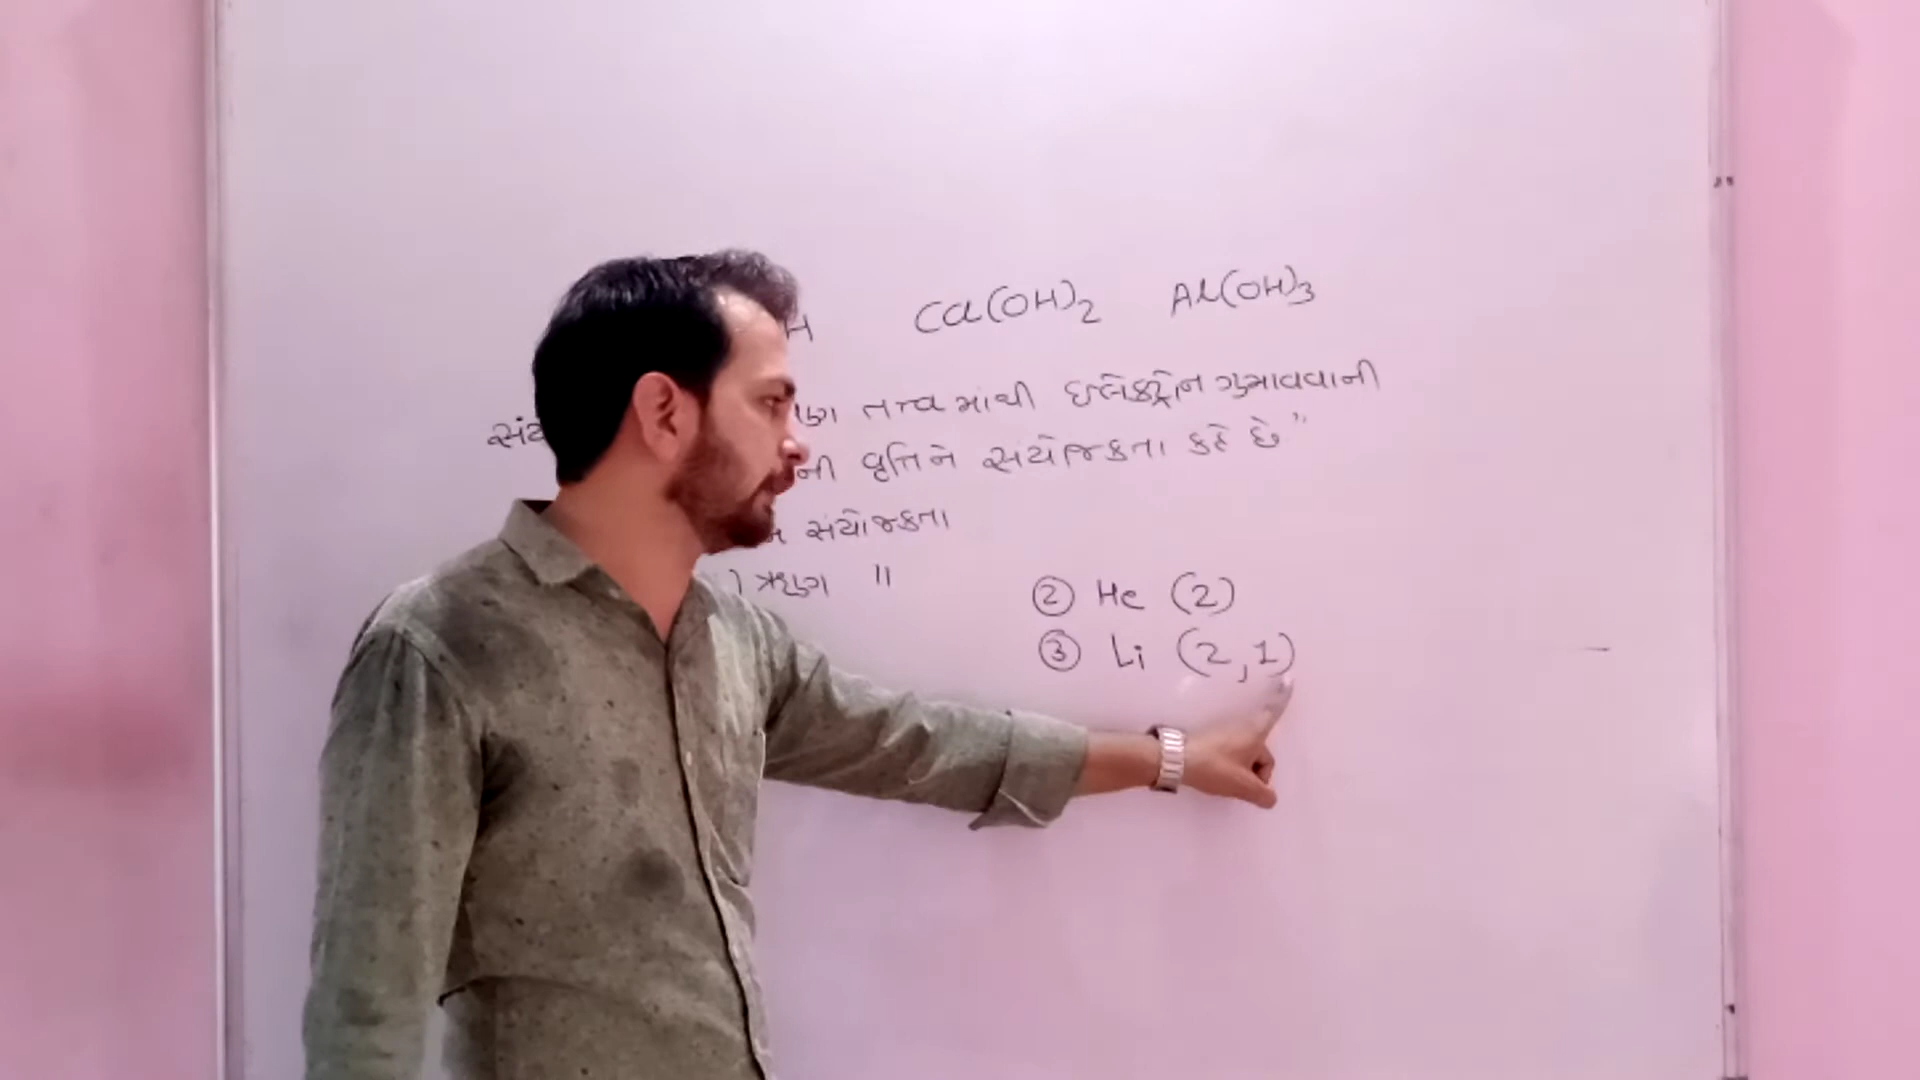 H Ca(OH)2 Al(OH)3
તત્વમાંથી ઇલેક્ટ્રોન ગુમાવવાની
ની વૃત્તિને સંયોજકતા કહે છે"
સંયોજકતા
) ઋણ "
② He (2)
③ Li (2,1)